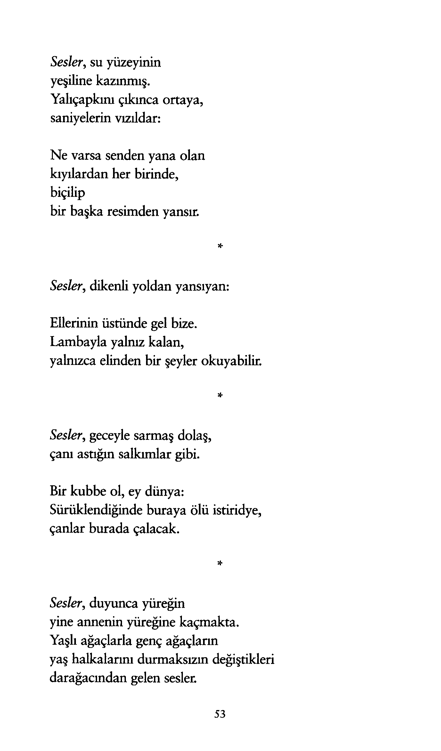 Sesler, su yüzeyinin
yeşiline kazınmış.
Yalıçapkını çıkınca ortaya,
saniyelerin vızıldar:
Ne varsa senden yana olan
kıyılardan her birinde,
biçilip
bir başka resimden yansır.
*
Sesler, dikenli yoldan yansıyan:
Ellerinin üstünde gel bize.
Lambayla yalnız kalan,
yalnızca elinden bir şeyler okuyabilir.
*
Sesler, geceyle sarmaş dolaş,
çanı astığın salkımlar gibi.
Bir kubbe ol, ey dünya:
Sürüklendiğinde buraya ölü istiridye,
çanlar burada çalacak.
*
Sesler, duyunca yüreğin
yine annenin yüreğine kaçmakta.
Yaşlı ağaçlarla genç ağaçların
yaş halkalarını durmaksızın değiştikleri
darağacından gelen sesler.
53